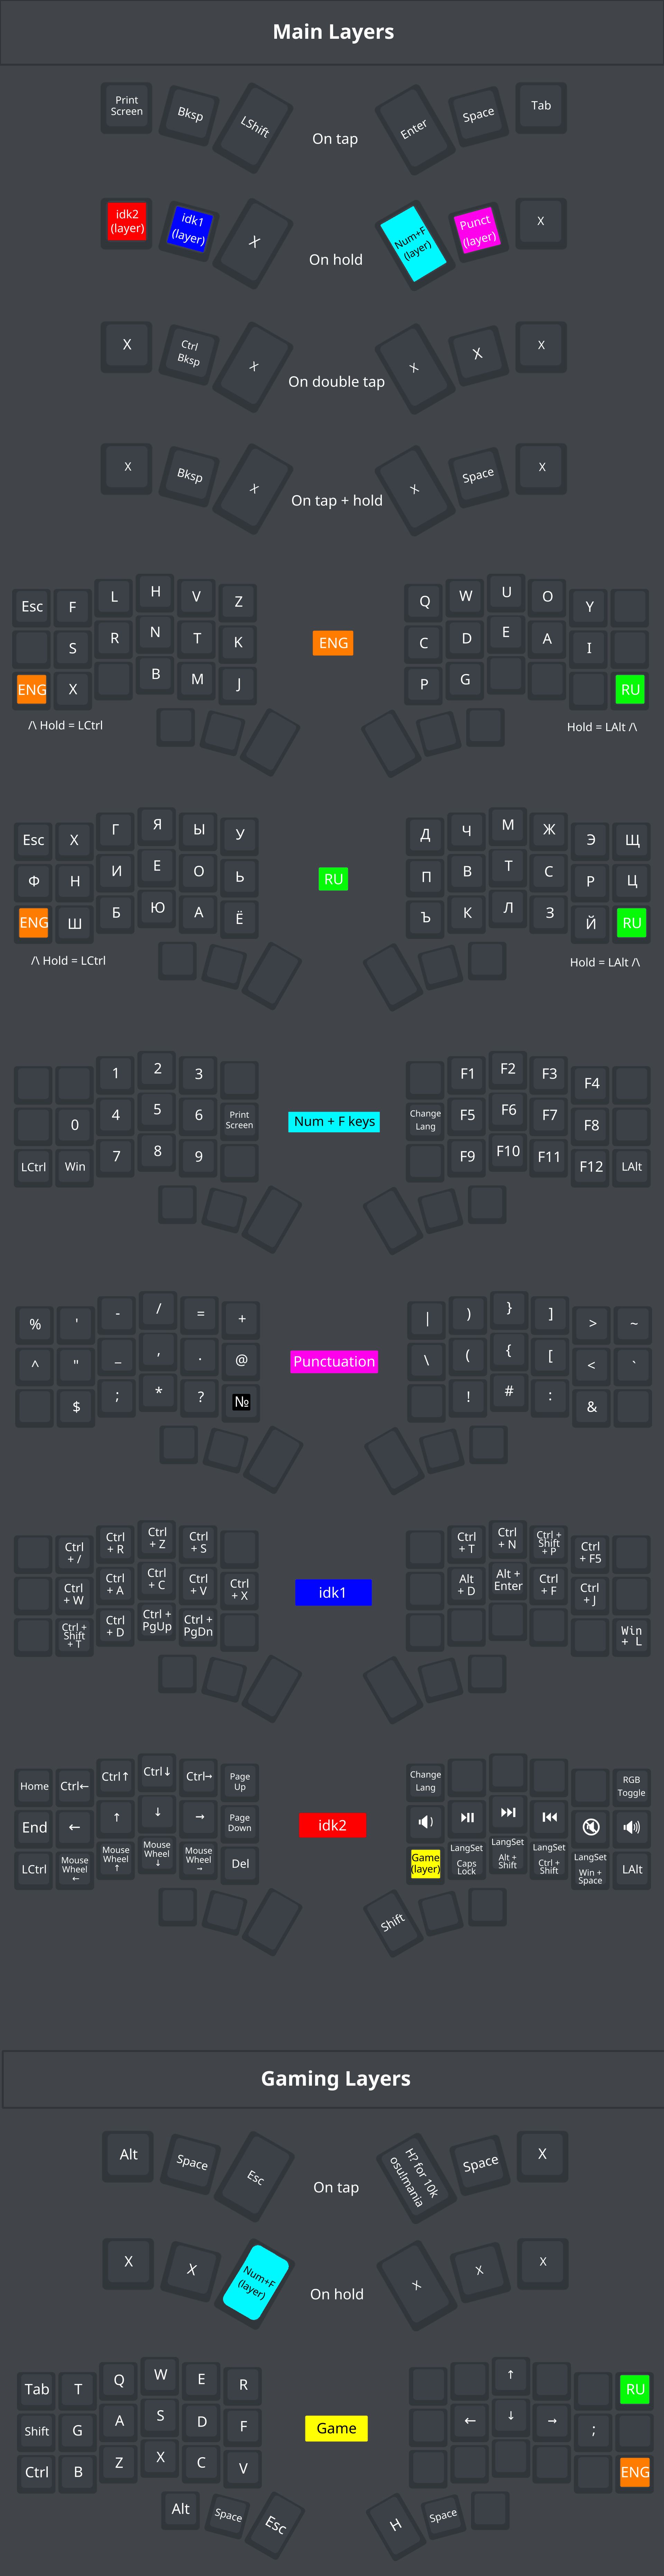 Main Layers
Print
Screen
Bksp
LShift
On tap
Enter
Space
Tab
idk2
(layer)
idk1
(layer)
X
On hold
Num+F
(layer)
Punct
(layer)
X
X
Ctrl
Bksp
X
On double tap
X
X
X
X
Bksp
X
On tap + hold
X
Space
X
Esc F L H V Z
Q W U O Y
S R N T K
ENG
C D E A I
ENG X B M J
P G RU
/\ Hold = LCtrl
Hold = LAlt /\
Esc Х Г Я Ы У
Д Ч М Ж Э Щ
Ф Н И Е О Ь
RU
П В Т С Р Ц
ENG Ш Б Ю А Ё
Ъ К Л З Й RU
/\ Hold = LCtrl
Hold = LAlt /\
1 2 3
F1 F2 F3 F4
0 4 5 6 Print
Screen
Num + F keys
Change
Lang
F5 F6 F7 F8
LCtrl Win 7 8 9
F9 F10 F11 F12 LAlt
% ' - / = +
| ) } ] > ~
^ " _ , . @
Punctuation
\ ( { [ < `
$ ; * ? №
! # : &
Ctrl
+ /
Ctrl
+ R
Ctrl
+ Z
Ctrl
+ S
Ctrl
+ T
Ctrl
+ N
Ctrl +
Shift
+ P
Ctrl
+ F5
Ctrl
+ W
Ctrl
+ A
Ctrl
+ C
Ctrl
+ V
Ctrl
+ X
idk1
Alt
+ D
Alt +
Enter
Ctrl
+ F
Ctrl
+ J
Ctrl +
Shift
+ T
Ctrl
+ D
Ctrl +
PgUp
Ctrl +
PgDn
Win
+ L
Home Ctrl← Ctrl↑ Ctrl↓ Ctrl→
Page
Up
Change
Lang
RGB
Toggle
End ← ↑ ↓ →
Page
Down
idk2
LCtrl
Mouse
Wheel
←
Mouse
Wheel
↑
Mouse
Wheel
↓
Mouse
Wheel
→
Del
Game
(layer)
LangSet
Caps
Lock
LangSet
Alt +
Shift
LangSet
Ctrl +
Shift
LangSet
Win +
Space
LAlt
Shift
Gaming Layers
Alt
Space
Esc
On tap
H? for 10k
osu!mania
Space
X
X
X
Num+F
(layer)
On hold
X
X
X
Tab T Q W E R
↑ RU
Shift G A S D F
Game
← ↓ → ;
Ctrl B Z X C V
ENG
Alt Space Esc
H Space